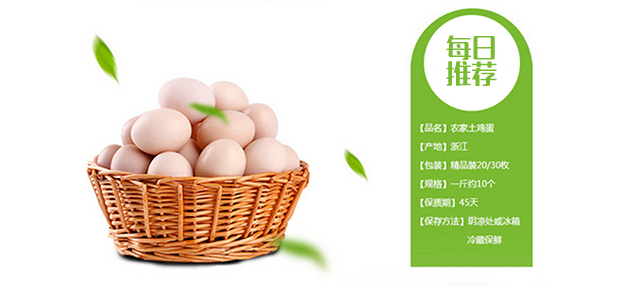 每日
推荐
【品名】农家土鸡蛋
【产地】浙江
【包装】精品装20/30枚
【规格】一斤约10个
【保质期】45天
【保存方法】阴凉处或冰箱
冷藏保鲜